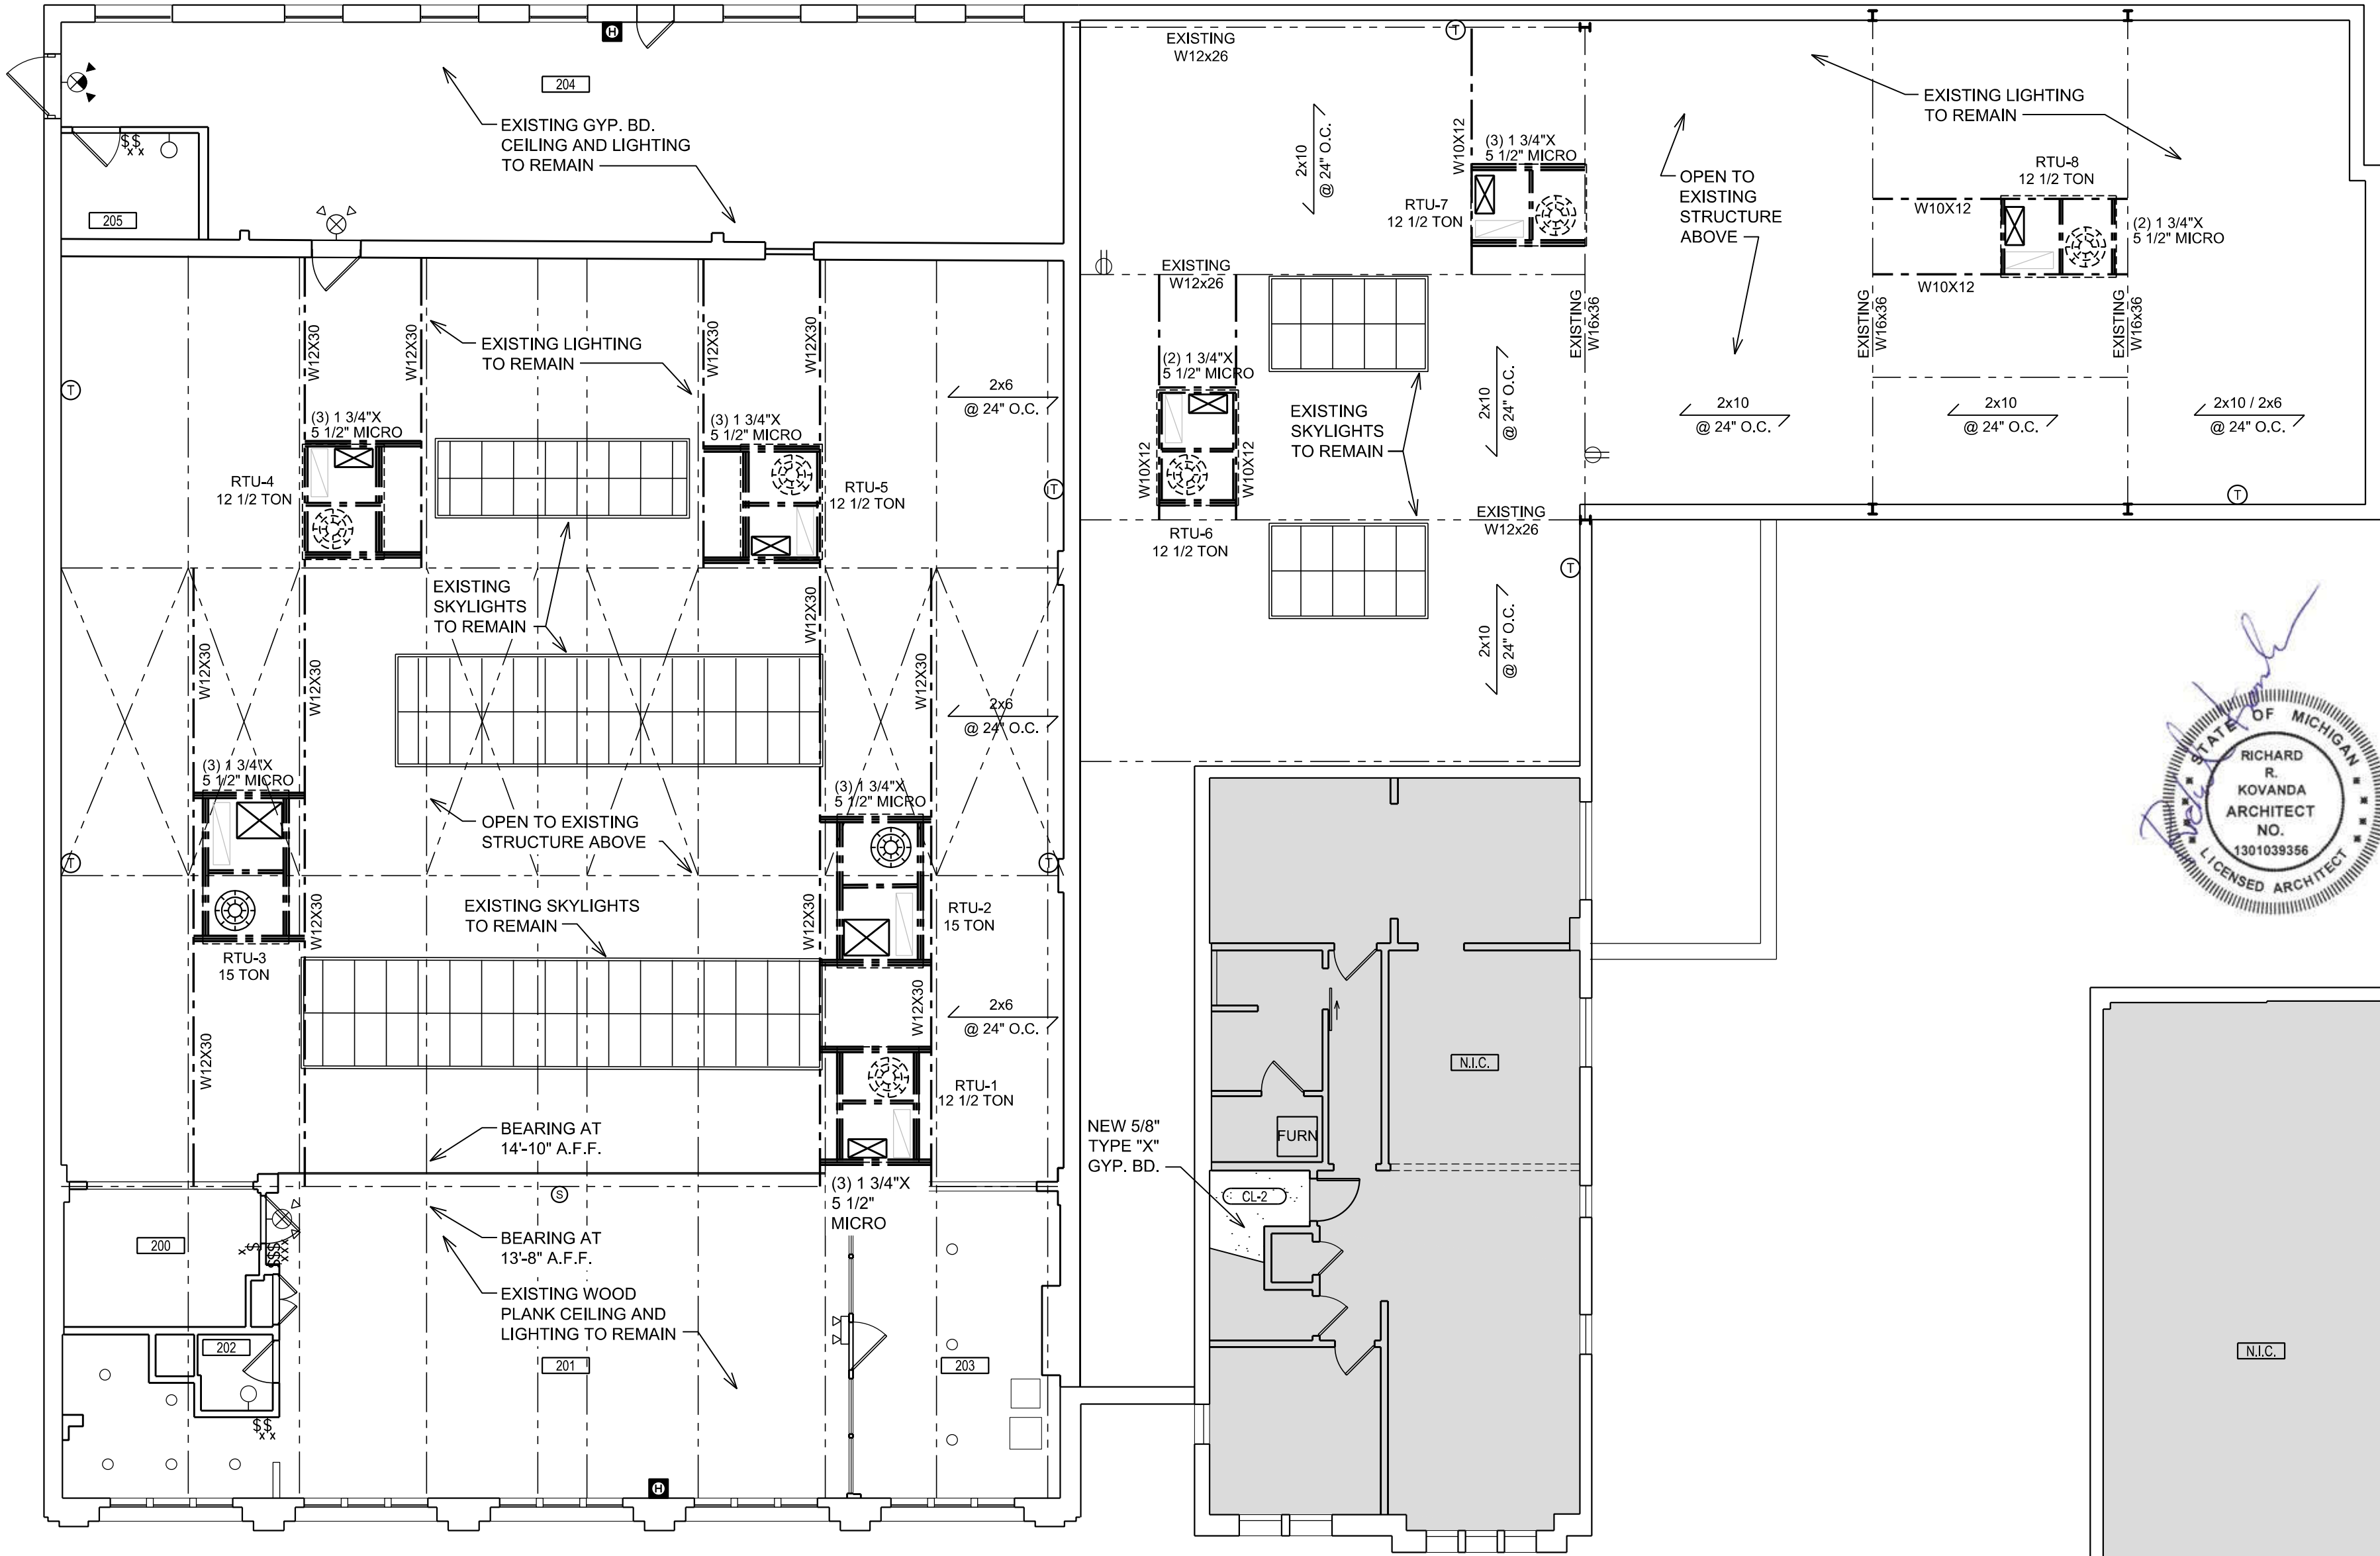 H
204
EXISTING GYP. BD.
CEILING AND LIGHTING
TO REMAIN
$$
x x
205
EXISTING
W12x26
T
W10X12
2x10
@ 24" O.C.
(3) 1 3/4"X
5 1/2" MICRO
RTU-7
12 1/2 TON
EXISTING LIGHTING
TO REMAIN
OPEN TO
EXISTING
STRUCTURE
ABOVE
RTU-8
12 1/2 TON
W10X12
W10X12
(2) 1 3/4"X
5 1/2" MICRO
EXISTING
W12x26
EXISTING
W16x36
EXISTING
W16x36
EXISTING
W16x36
W12X30
W12X30
EXISTING LIGHTING
TO REMAIN
W12X30
W12X30
T
2x6
@ 24" O.C.
(2) 1 3/4"X
5 1/2" MICRO
EXISTING
SKYLIGHTS
TO REMAIN
2x10
@ 24" O.C.
2x10
@ 24" O.C.
2x10
@ 24" O.C.
2x10 / 2x6
@ 24" O.C.
(3) 1 3/4"X
5 1/2" MICRO
(3) 1 3/4"X
5 1/2" MICRO
RTU-4
12 1/2 TON
RTU-5
12 1/2 TON
T
W10X12
W10X12
T
RTU-6
12 1/2 TON
EXISTING
W12x26
T
EXISTING
SKYLIGHTS
TO REMAIN
W12X30
W12X30
W12X30
W12X30
2x10
@ 24" O.C.
2x6
@ 24" O.C.
STATE OF MICHIGAN
RICHARD
R.
KOVANDA
ARCHITECT
NO.
1301039356
LICENSED ARCHITECT
(3) 1 3/4"X
5 1/2" MICRO
(3) 1 3/4"X
5 1/2" MICRO
OPEN TO EXISTING
STRUCTURE ABOVE
T
T
EXISTING SKYLIGHTS
TO REMAIN
W12X30
W12X30
RTU-2
15 TON
RTU-3
15 TON
W12X30
W12X30
2x6
@ 24" O.C.
N.I.C.
RTU-1
12 1/2 TON
BEARING AT
14'-10" A.F.F.
NEW 5/8"
TYPE "X"
GYP. BD.
FURN
CL-2
S
(3) 1 3/4"X
5 1/2"
MICRO
200
x $
$$$
xxx
BEARING AT
13'-8" A.F.F.
EXISTING WOOD
PLANK CEILING AND
LIGHTING TO REMAIN
202
201
203
N.I.C.
$$
x x
H